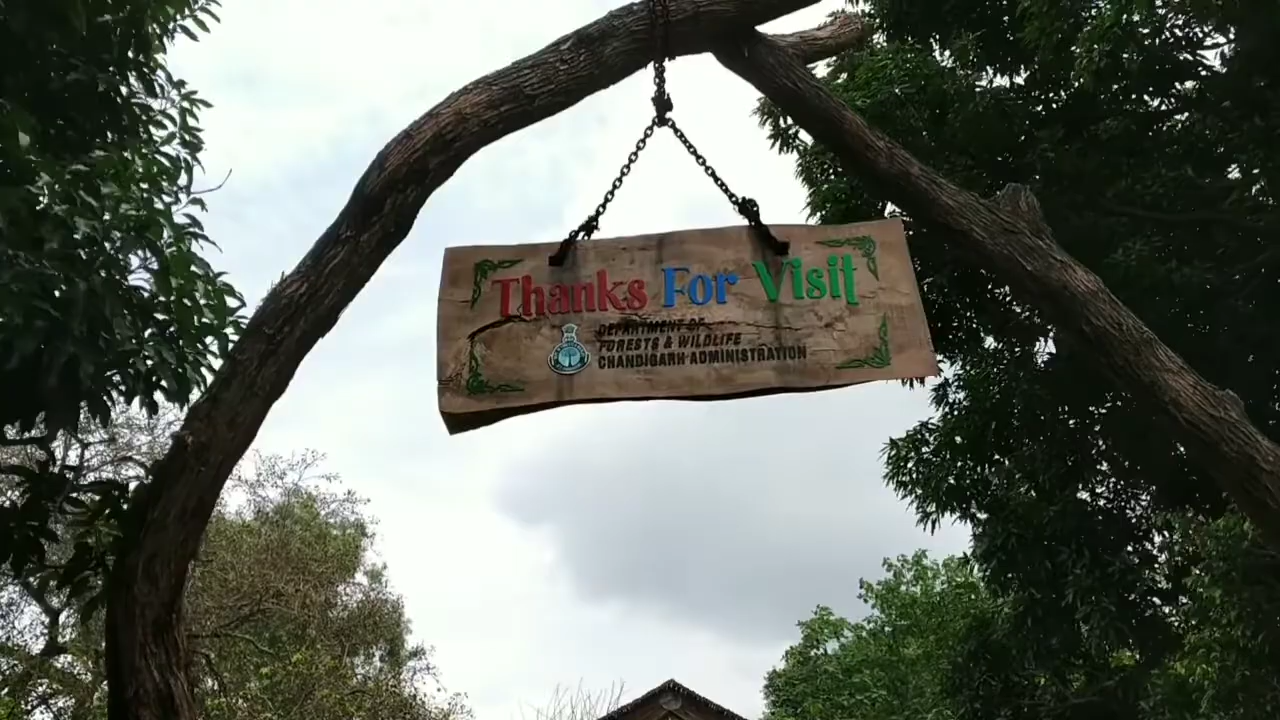 Thanks For Visit
DEPARTMENT OF
FORESTS & WILDLIFE
CHANDIGARH ADMINISTRATION